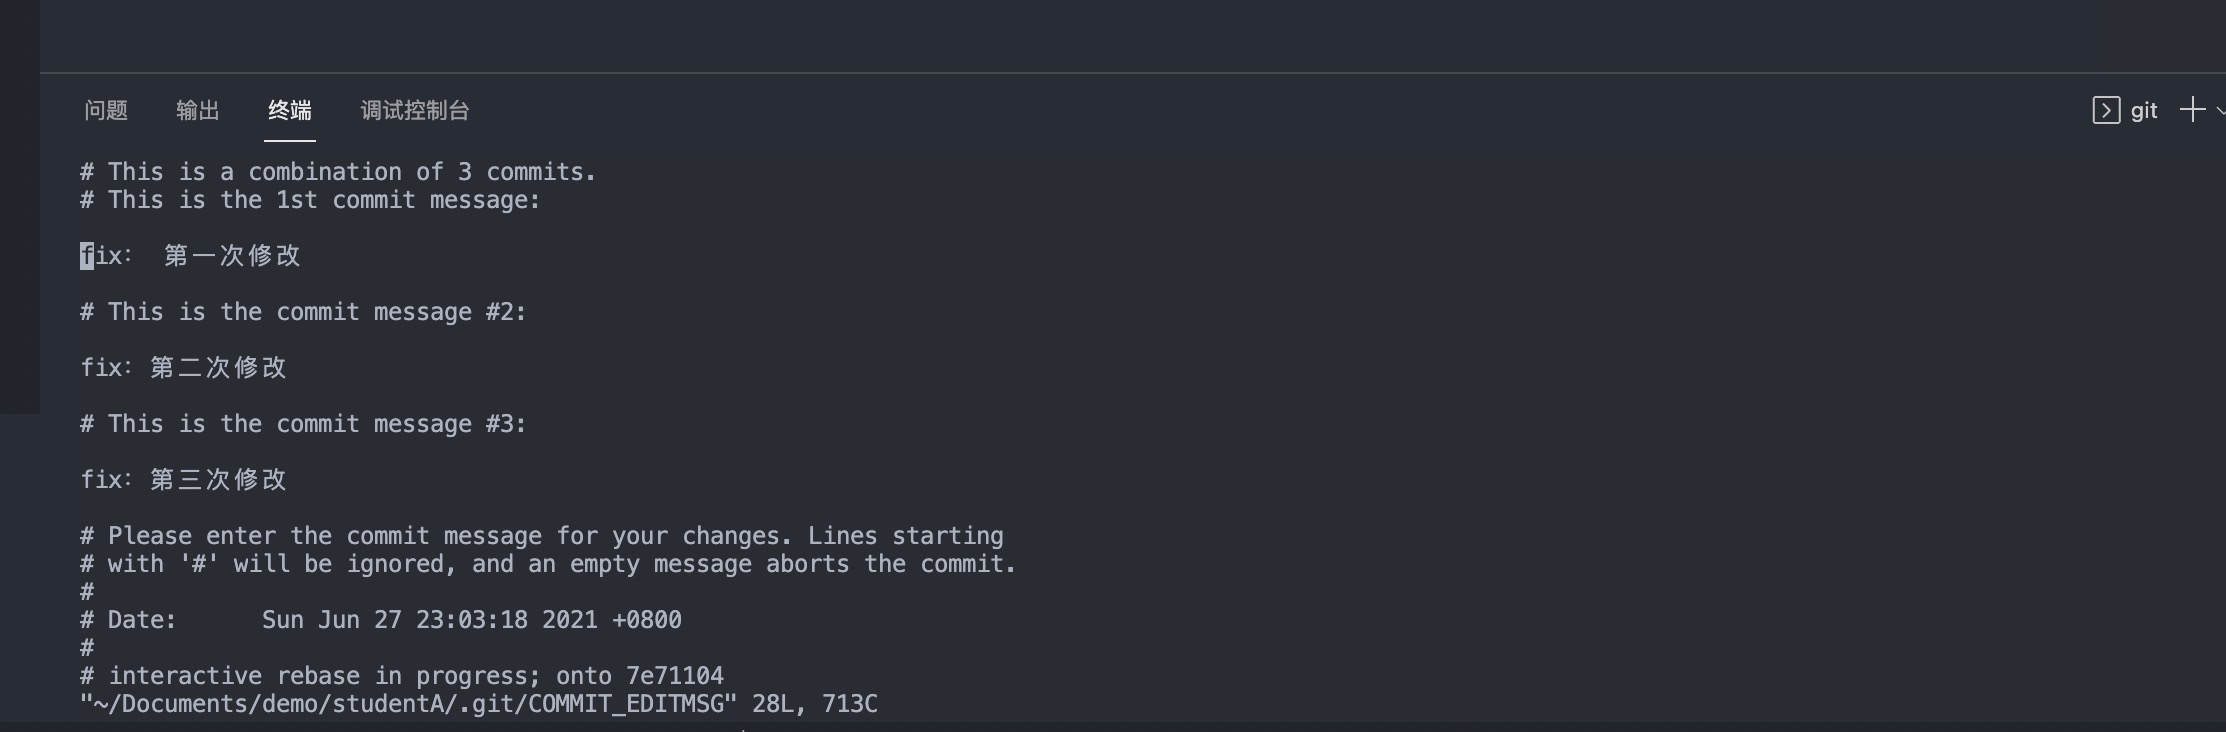 问题 输出 终端 调试控制台 git
# This is a combination of 3 commits.
# This is the 1st commit message:
fix： 第一次修改
# This is the commit message #2:
fix：第二次修改
# This is the commit message #3:
fix：第三次修改
# Please enter the commit message for your changes. Lines starting
# with '#' will be ignored, and an empty message aborts the commit.
#
# Date:      Sun Jun 27 23:03:18 2021 +0800
#
# interactive rebase in progress; onto 7e71104
"~/Documents/demo/studentA/.git/COMMIT_EDITMSG" 28L, 713C